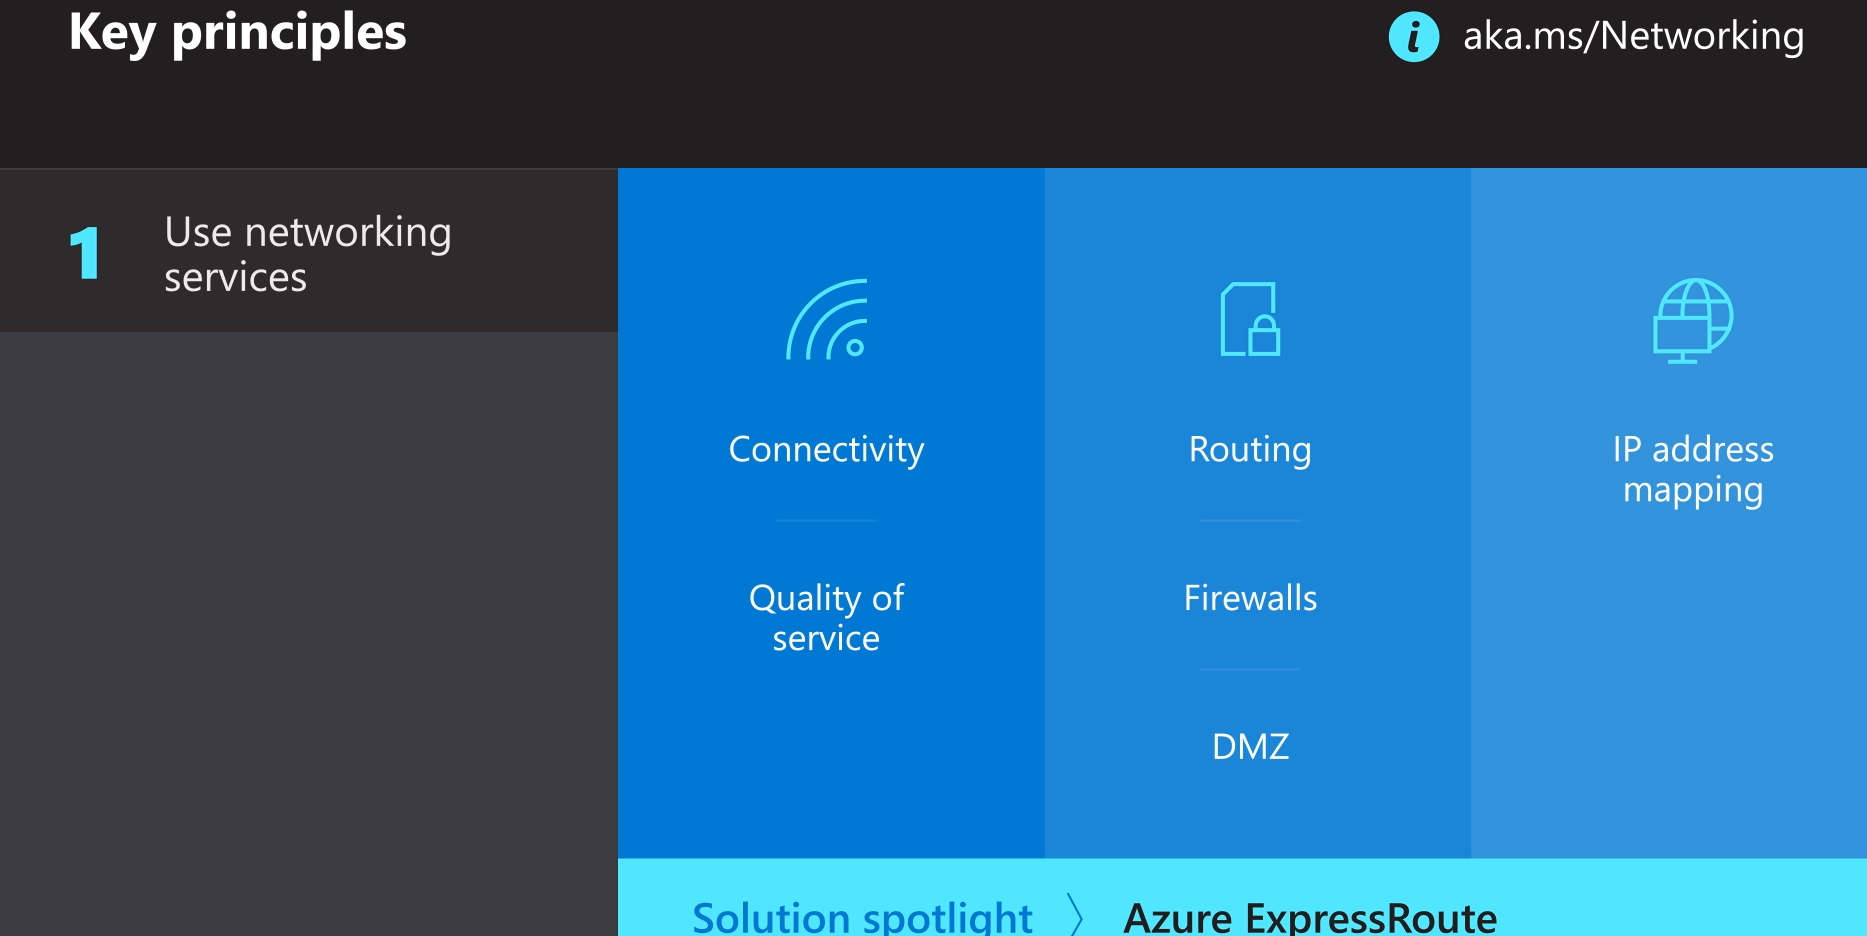 Key principles
i aka.ms/Networking
1 Use networking
services
Connectivity
Quality of
service
Routing
Firewalls
DMZ
IP address
mapping
Solution spotlight 〉 Azure ExpressRoute